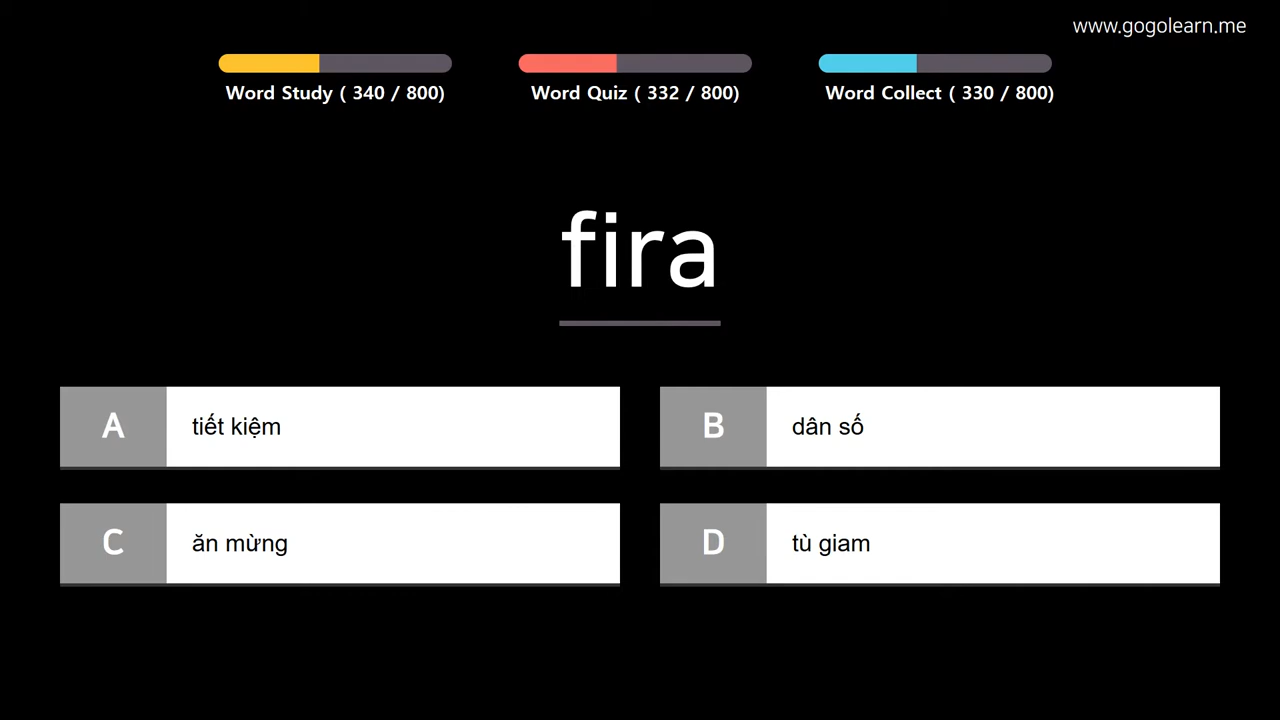 www.gogolearn.me
Word Study ( 340 / 800)
Word Quiz ( 332 / 800)
Word Collect ( 330 / 800)
fira
A tiết kiệm
B dân số
C ăn mừng
D tù giam